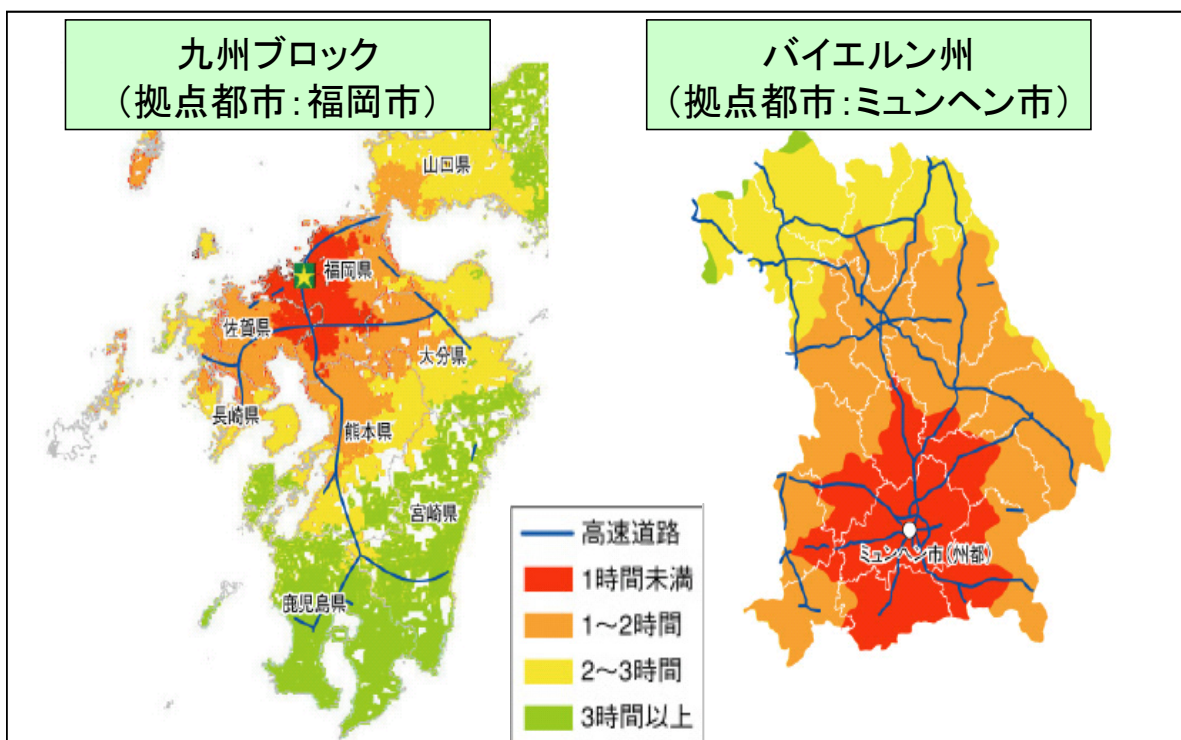 九州ブロック
（拠点都市：福岡市）
バイエルン州
（拠点都市：ミュンヘン市）
山口県
福岡県
佐賀県
大分県
長崎県
熊本県
宮崎県
鹿児島県
ミュンヘン市（州都）
高速道路
1時間未満
1～2時間
2～3時間
3時間以上